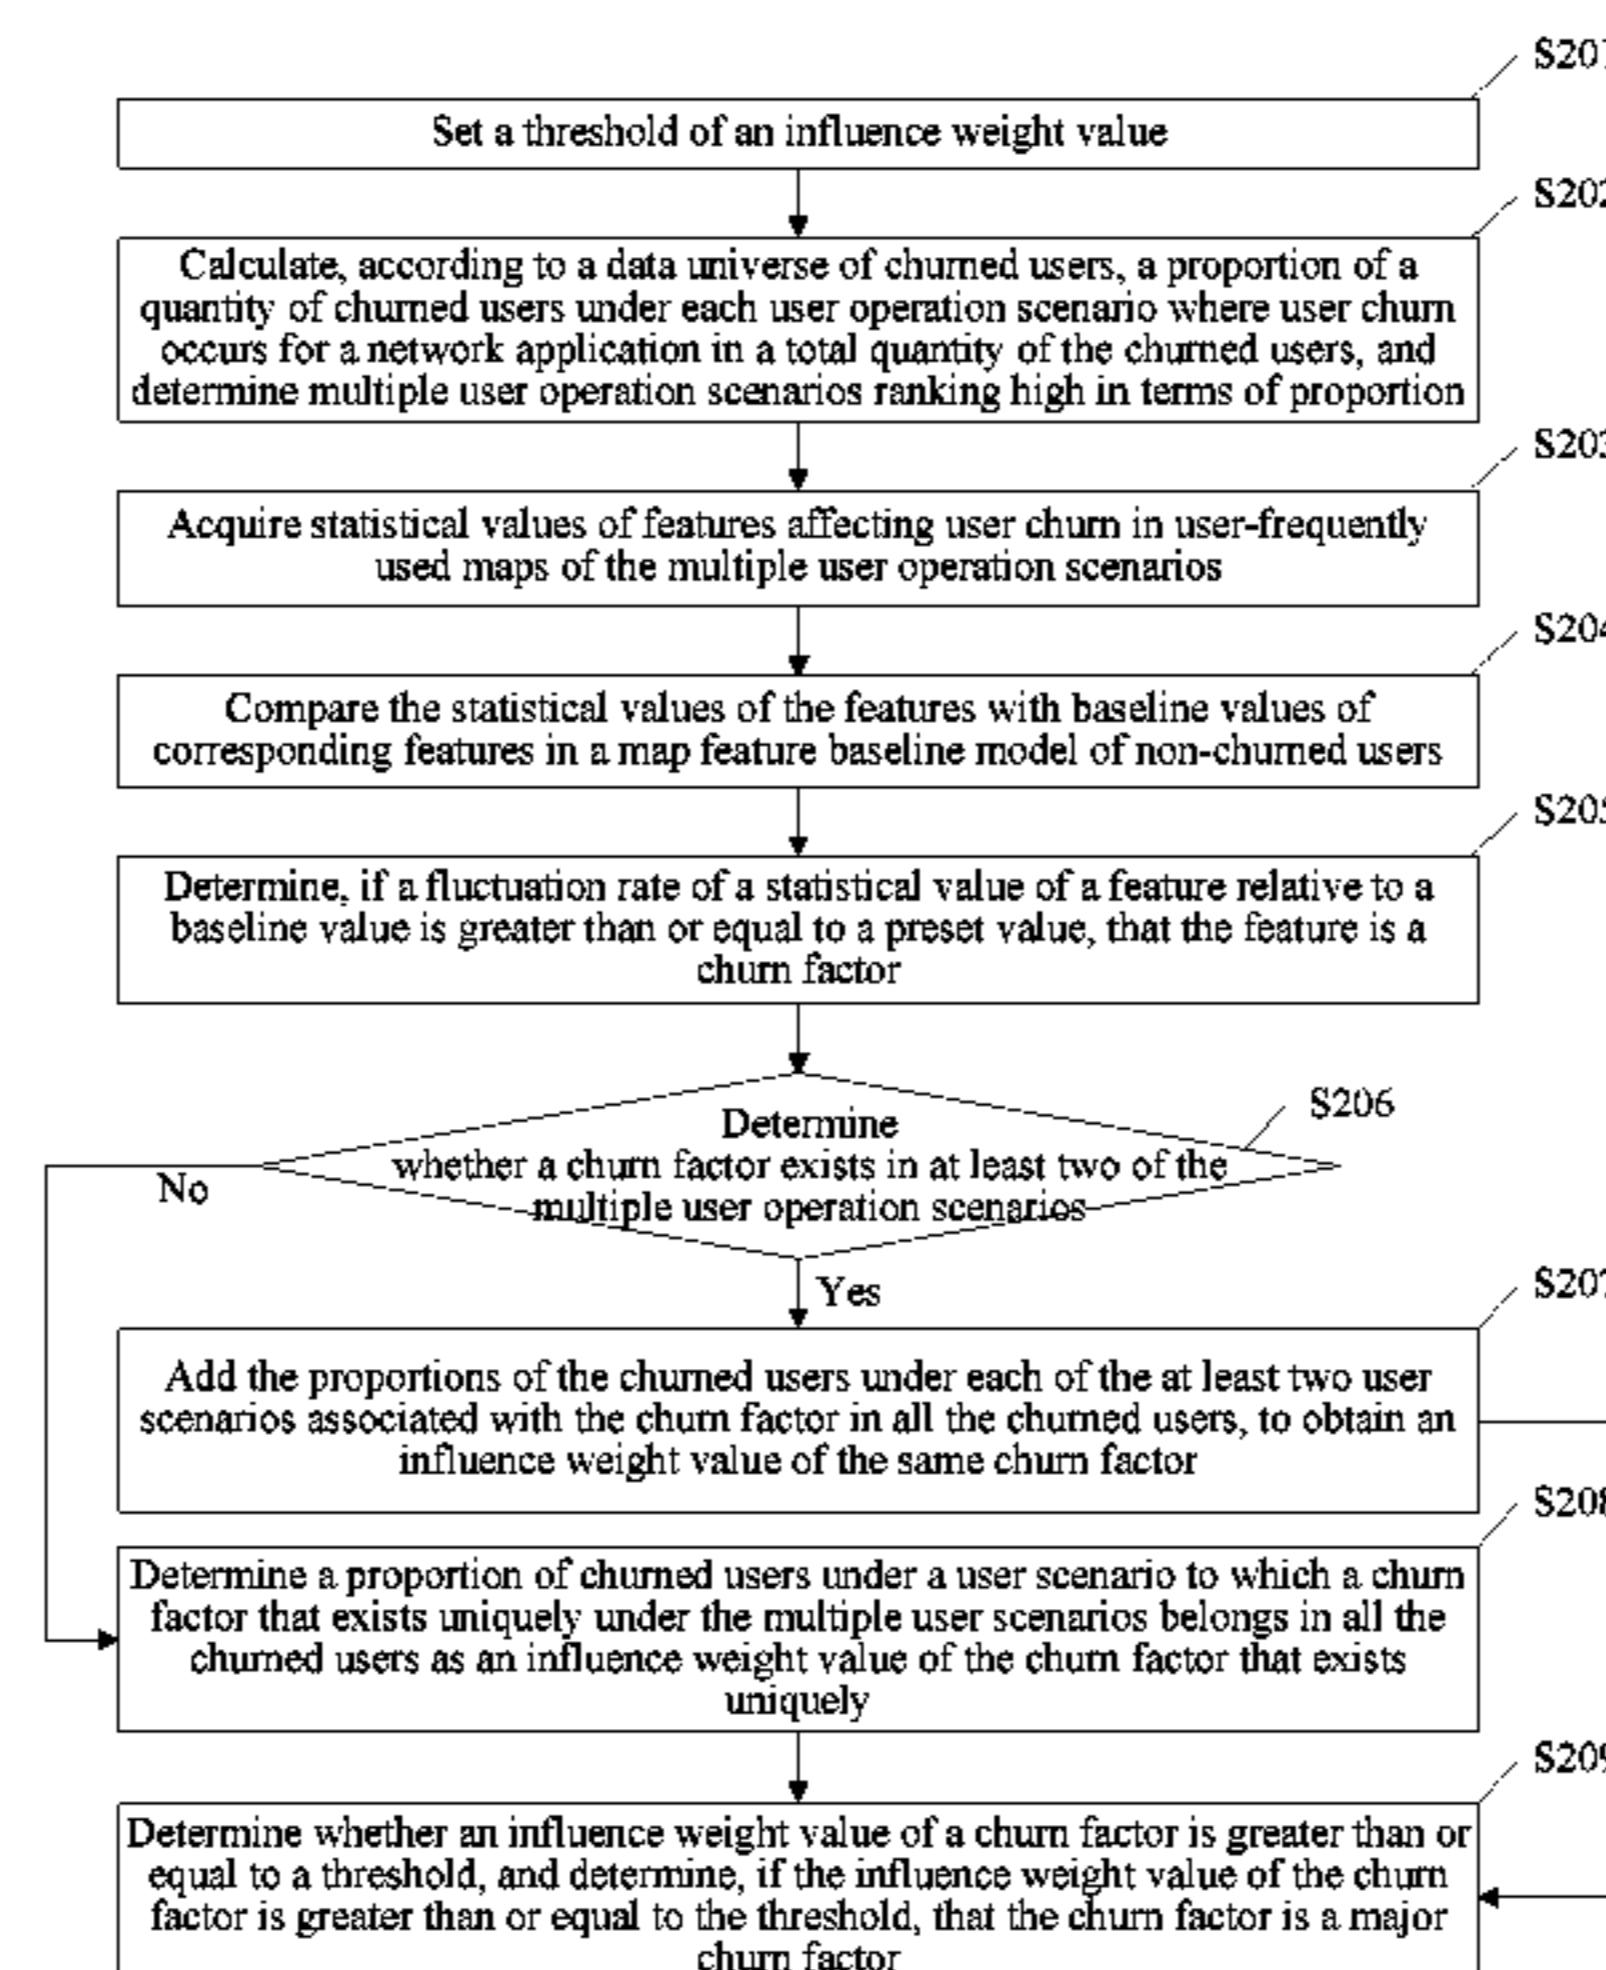 S201
Set a threshold of an influence weight value
S202
Calculate, according to a data universe of churned users, a proportion of a
quantity of churned users under each user operation scenario where user churn
occurs for a network application in a total quantity of the churned users, and
determine multiple user operation scenarios ranking high in terms of proportion
S203
Acquire statistical values of features affecting user churn in user-frequently
used maps of the multiple user operation scenarios
S204
Compare the statistical values of the features with baseline values of
corresponding features in a map feature baseline model of non-churned users
S205
Determine, if a fluctuation rate of a statistical value of a feature relative to a
baseline value is greater than or equal to a preset value, that the feature is a
churn factor
S206
Determine
whether a churn factor exists in at least two of the
multiple user operation scenarios
No
Yes
S207
Add the proportions of the churned users under each of the at least two user
scenarios associated with the churn factor in all the churned users, to obtain an
influence weight value of the same churn factor
S208
Determine a proportion of churned users under a user scenario to which a churn
factor that exists uniquely under the multiple user scenarios belongs in all the
churned users as an influence weight value of the churn factor that exists
uniquely
S209
Determine whether an influence weight value of a churn factor is greater than or
equal to a threshold, and determine, if the influence weight value of the churn
factor is greater than or equal to the threshold, that the churn factor is a major
churn factor